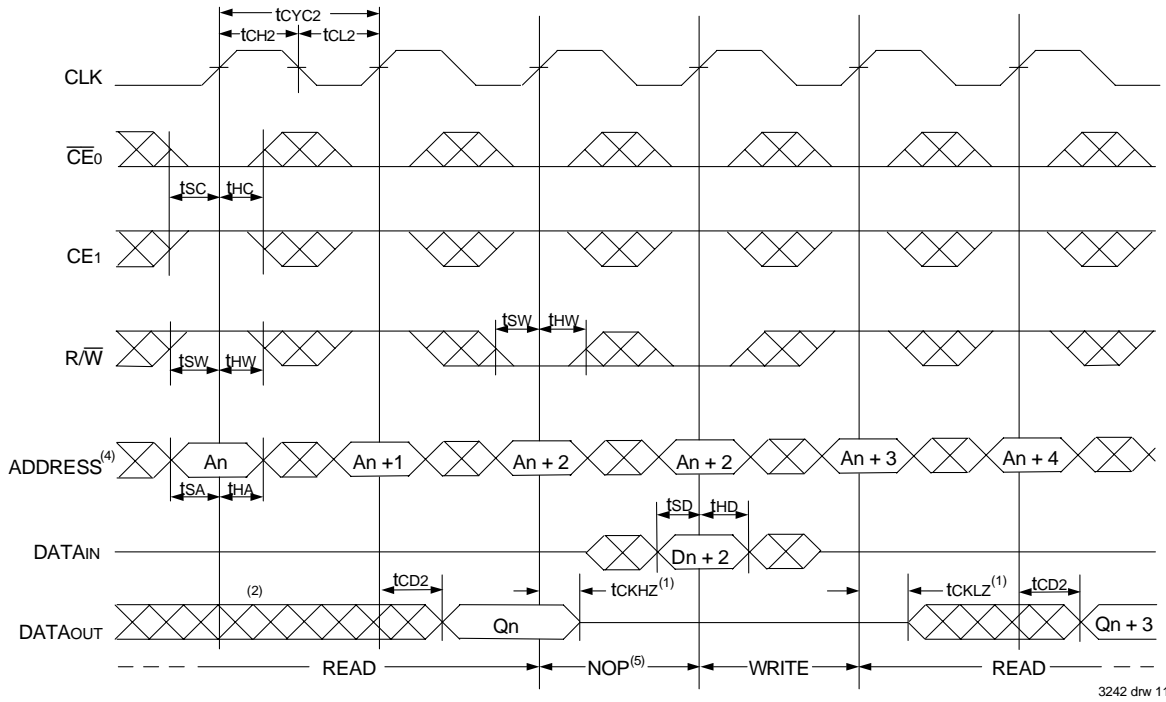 tCYC2
tCH2 tCL2
CLK
CE0
tSC tHC
CE1
tSW tHW
R/W
tSW tHW
ADDRESS(4) An An +1 An + 2 An + 2 An + 3 An + 4
tSA tHA
tSD tHD
DATAIN Dn + 2
(2) tCD2 tCKHZ(1) tCKLZ(1) tCD2
DATAOUT Qn Qn + 3
READ NOP(5) WRITE READ
3242 drw 11